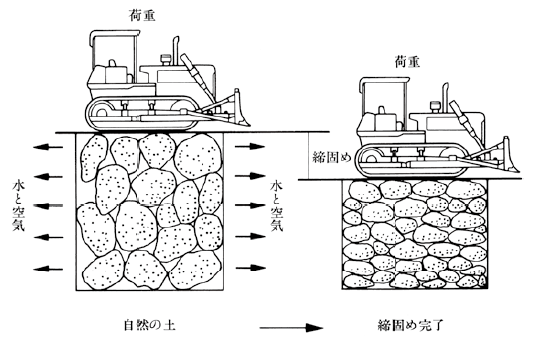 荷重
荷重
締固め
水と空気
水と空気
自然の土
締固め完了